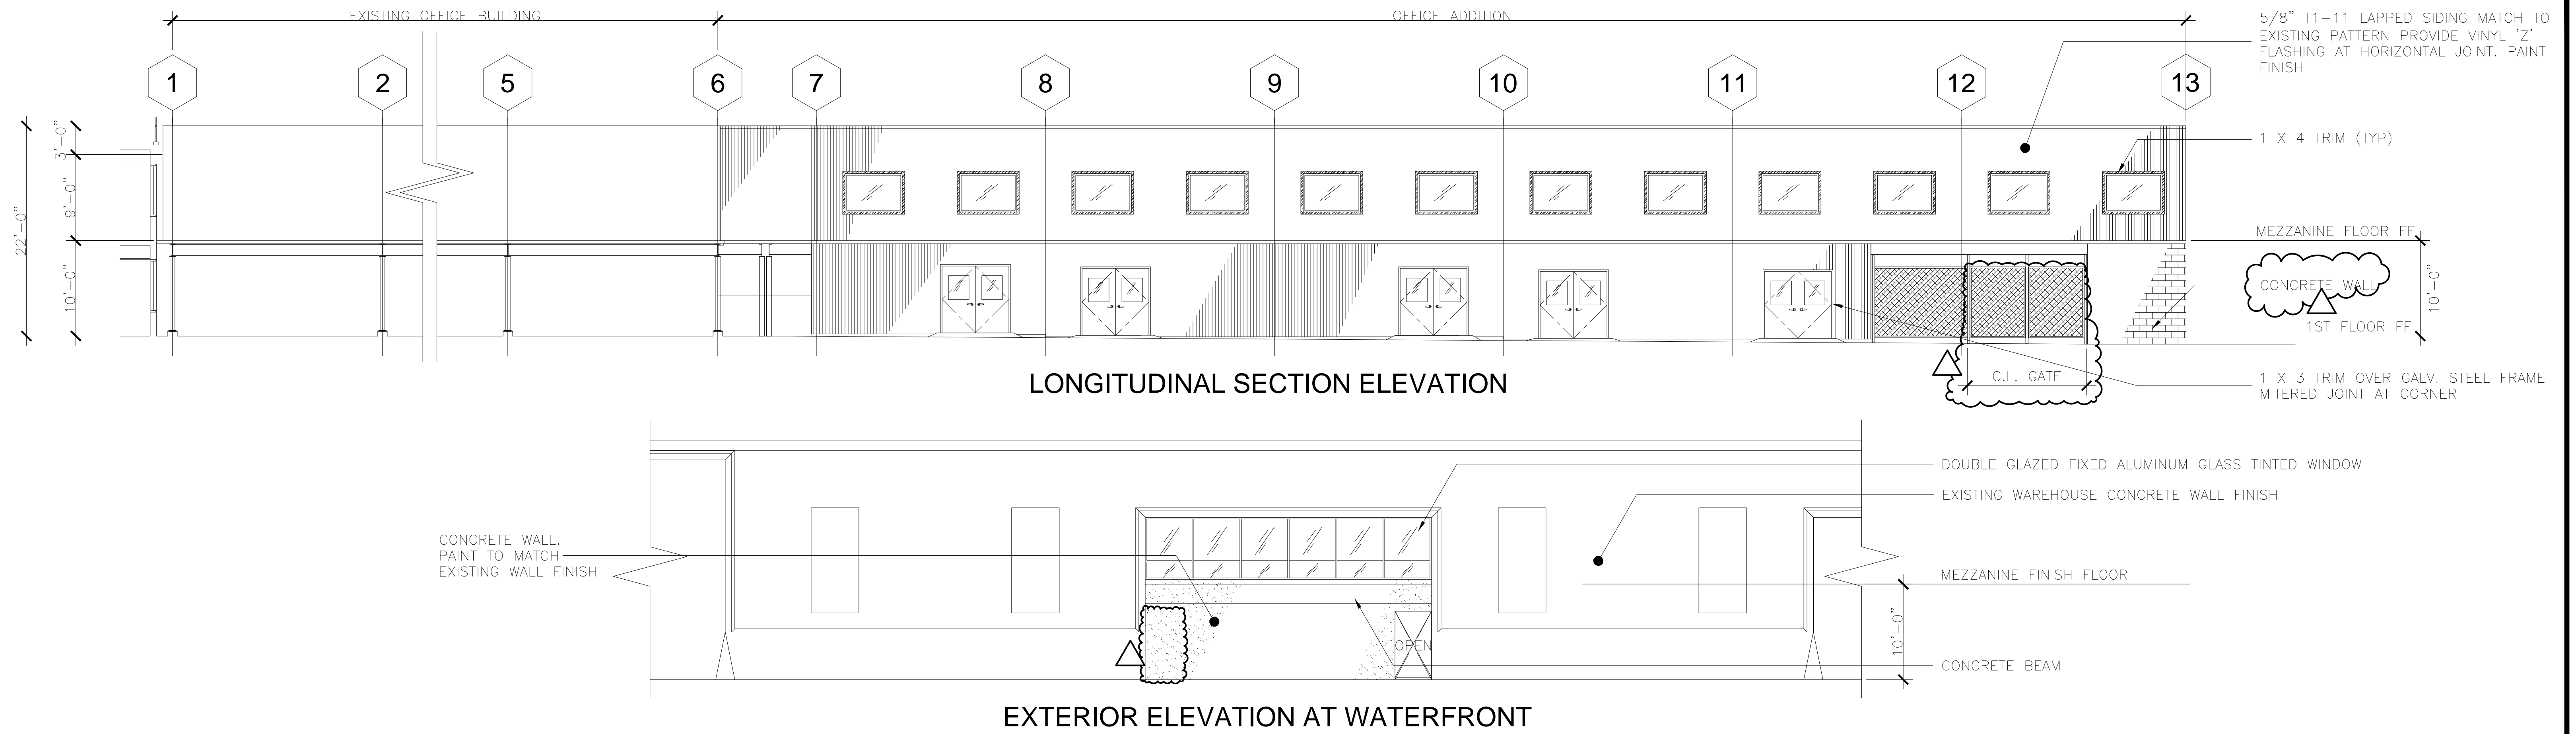 EXISTING OFFICE BUILDING
OFFICE ADDITION
5/8" T1-11 LAPPED SIDING MATCH TO
EXISTING PATTERN PROVIDE VINYL 'Z'
FLASHING AT HORIZONTAL JOINT. PAINT
FINISH
1
2
5
6
7
8
9
10
11
12
13
22'-0"
3'-0"
9'-0"
10'-0"
1 X 4 TRIM (TYP)
MEZZANINE FLOOR FF
CONCRETE WALL
10'-0"
1ST FLOOR FF
C.L. GATE
1 X 3 TRIM OVER GALV. STEEL FRAME
MITERED JOINT AT CORNER
LONGITUDINAL SECTION ELEVATION
DOUBLE GLAZED FIXED ALUMINUM GLASS TINTED WINDOW
EXISTING WAREHOUSE CONCRETE WALL FINISH
CONCRETE WALL.
PAINT TO MATCH
EXISTING WALL FINISH
MEZZANINE FINISH FLOOR
10'-0"
OPEN
CONCRETE BEAM
EXTERIOR ELEVATION AT WATERFRONT